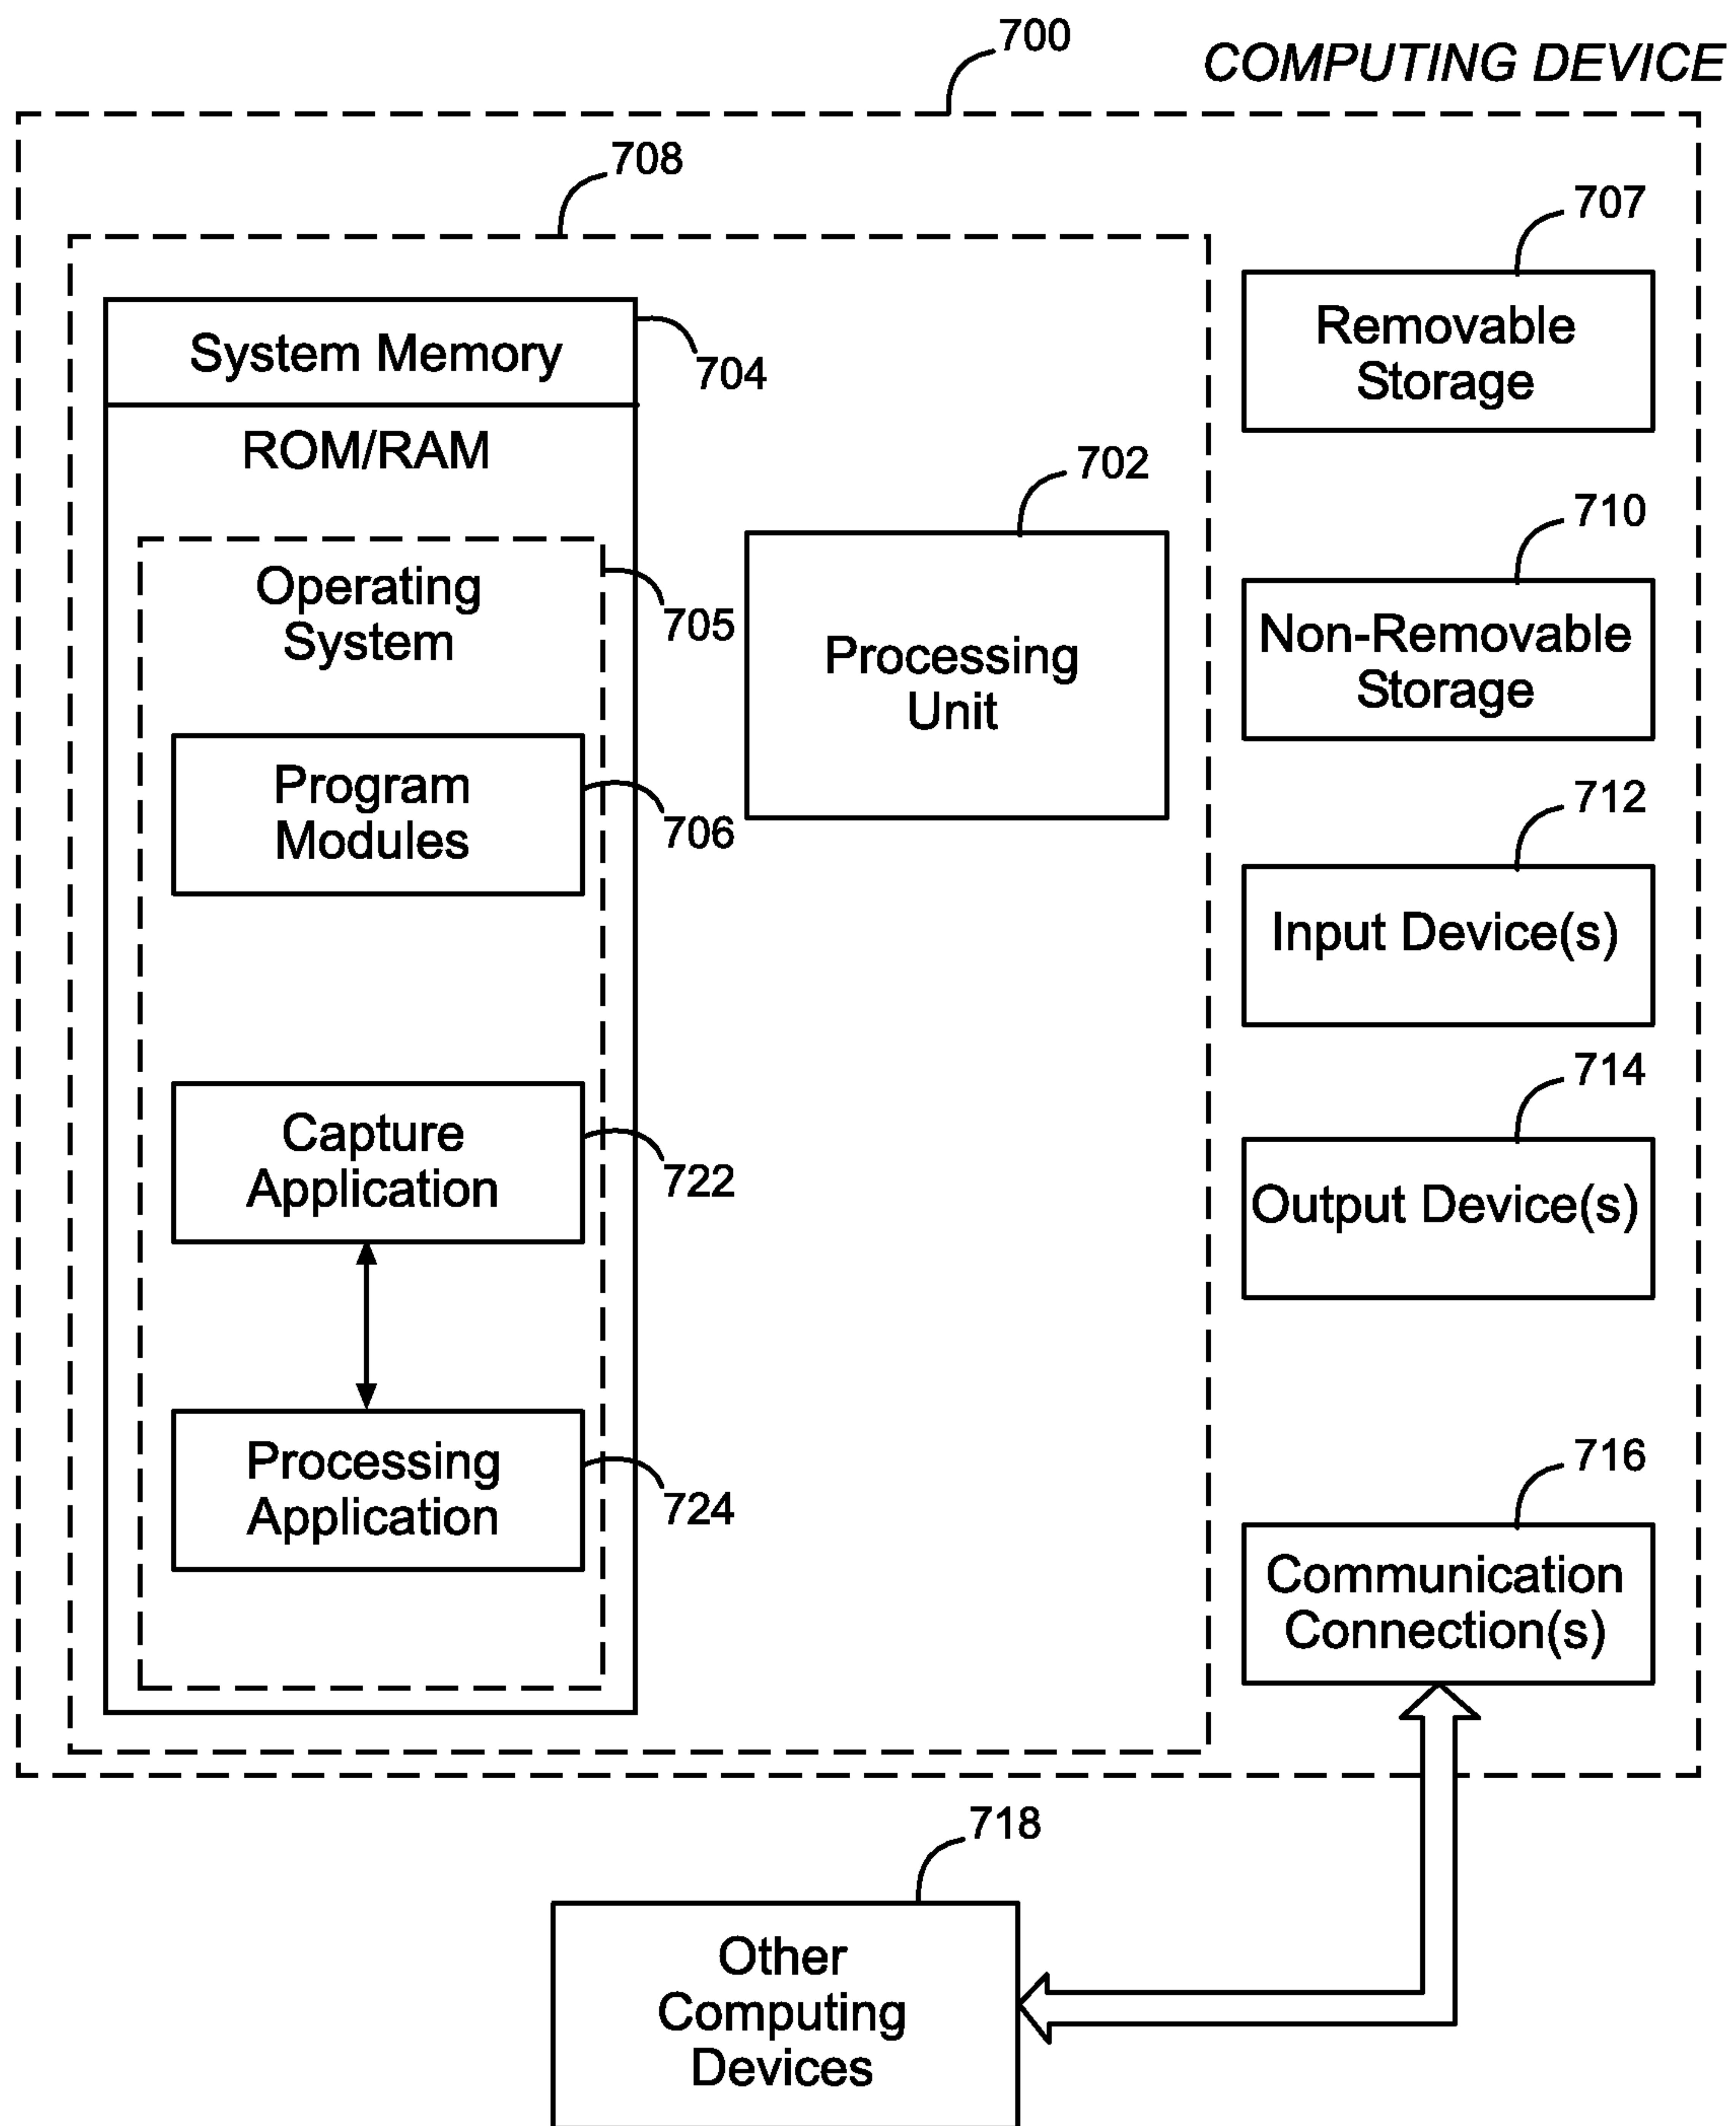 700
COMPUTING DEVICE
708
707
System Memory
704
ROM/RAM
Removable
Storage
702
710
Operating
System
705
Processing
Unit
Non-Removable
Storage
Program
Modules
706
712
Input Device(s)
714
Capture
Application
722
Output Device(s)
Processing
Application
724
716
Communication
Connection(s)
718
Other
Computing
Devices